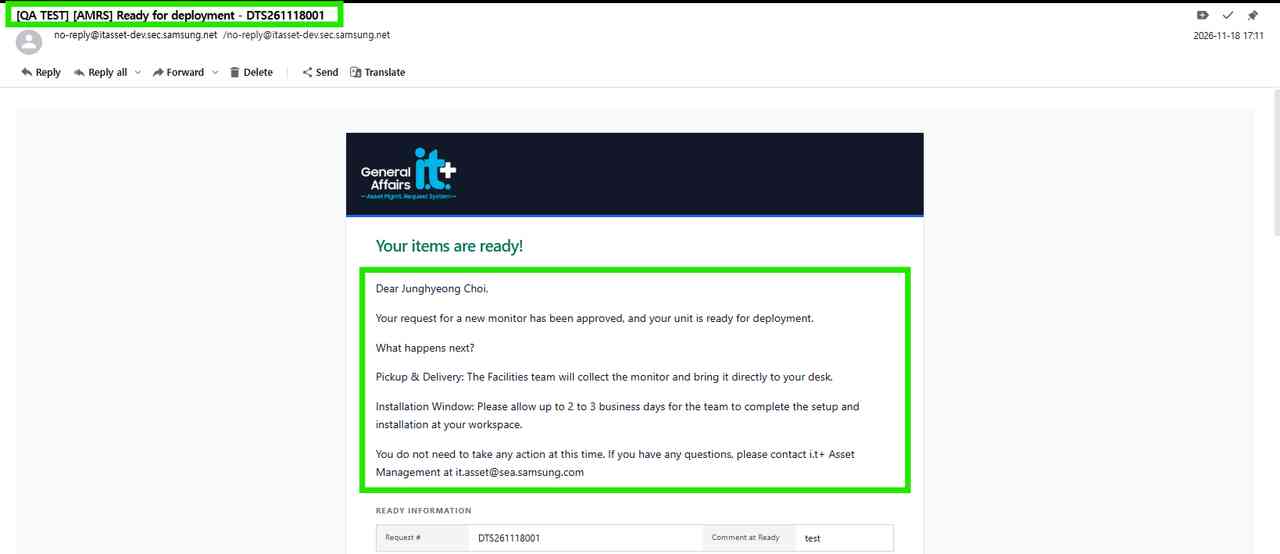 [QA TEST] [AMRS] Ready for deployment - DTS261118001
no-reply@itasset-dev.sec.samsung.net /no-reply@itasset-dev.sec.samsung.net
2026-11-18 17:11
Reply Reply all Forward Delete Send Translate
General i.t+
Affairs
Asset Mgmt. Request System
Your items are ready!
Dear Junghyeong Choi,
Your request for a new monitor has been approved, and your unit is ready for deployment.
What happens next?
Pickup & Delivery: The Facilities team will collect the monitor and bring it directly to your desk.
Installation Window: Please allow up to 2 to 3 business days for the team to complete the setup and
installation at your workspace.
You do not need to take any action at this time. If you have any questions, please contact i.t+ Asset
Management at it.asset@sea.samsung.com
READY INFORMATION
Request # DTS261118001 Comment at Ready test